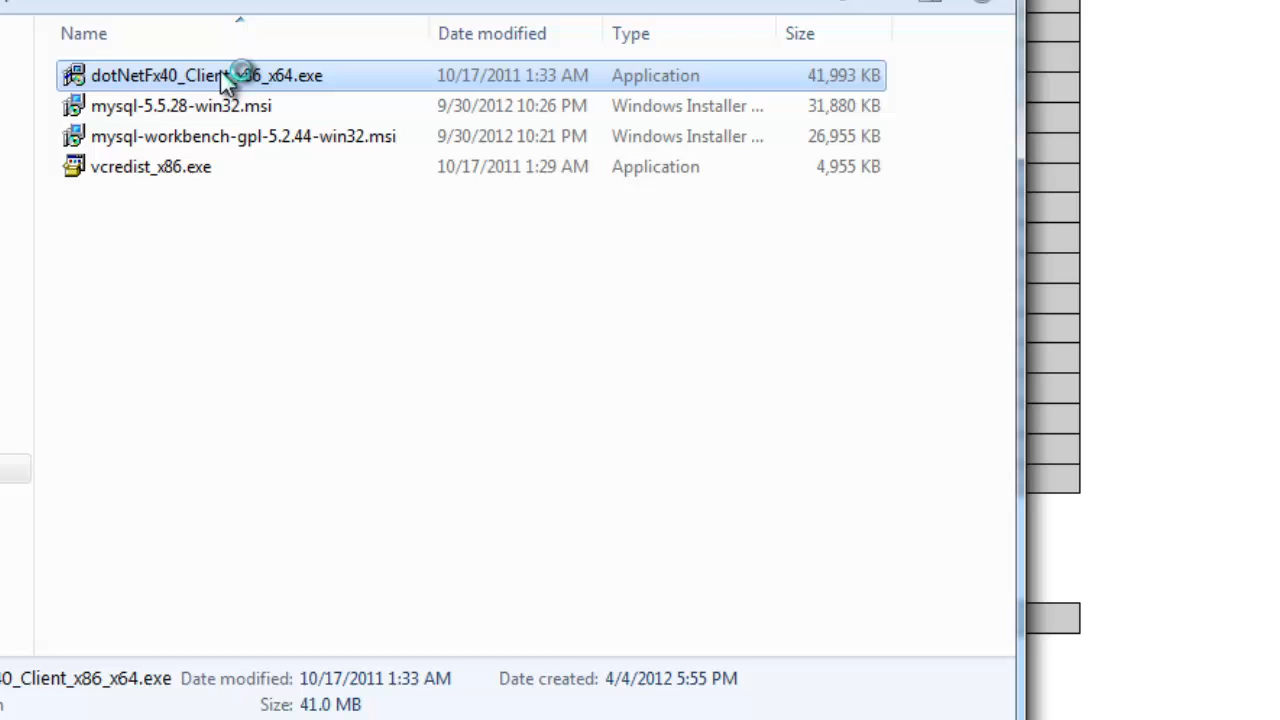 Name Date modified Type Size
dotNetFx40_Client_x86_x64.exe 10/17/2011 1:33 AM Application 41,993 KB
mysql-5.5.28-win32.msi 9/30/2012 10:26 PM Windows Installer ... 31,880 KB
mysql-workbench-gpl-5.2.44-win32.msi 9/30/2012 10:21 PM Windows Installer ... 26,955 KB
vcredist_x86.exe 10/17/2011 1:29 AM Application 4,955 KB
40_Client_x86_x64.exe Date modified: 10/17/2011 1:33 AM Date created: 4/4/2012 5:55 PM
Size: 41.0 MB